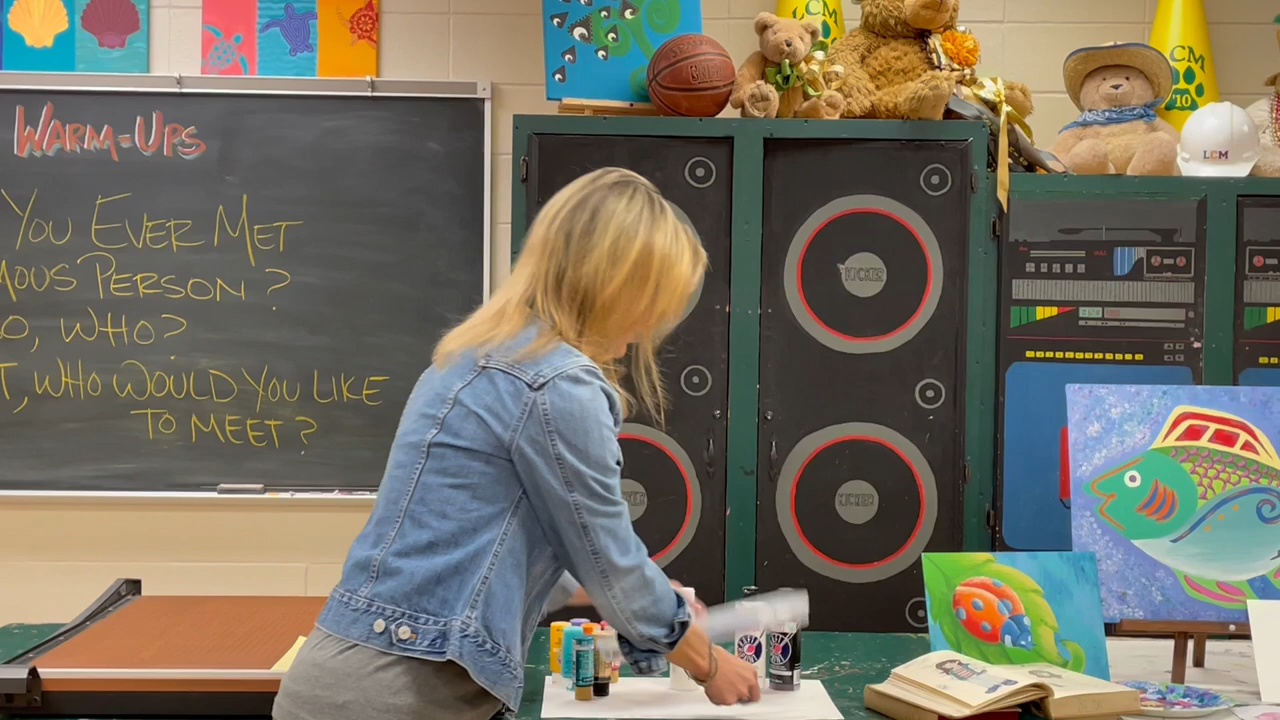 WARM-UPS
YOU EVER MET
MOUS PERSON?
O, WHO?
T, WHO WOULD YOU LIKE
TO MEET?
LCM
LCM
'10
LCM
KICKER
KICKER